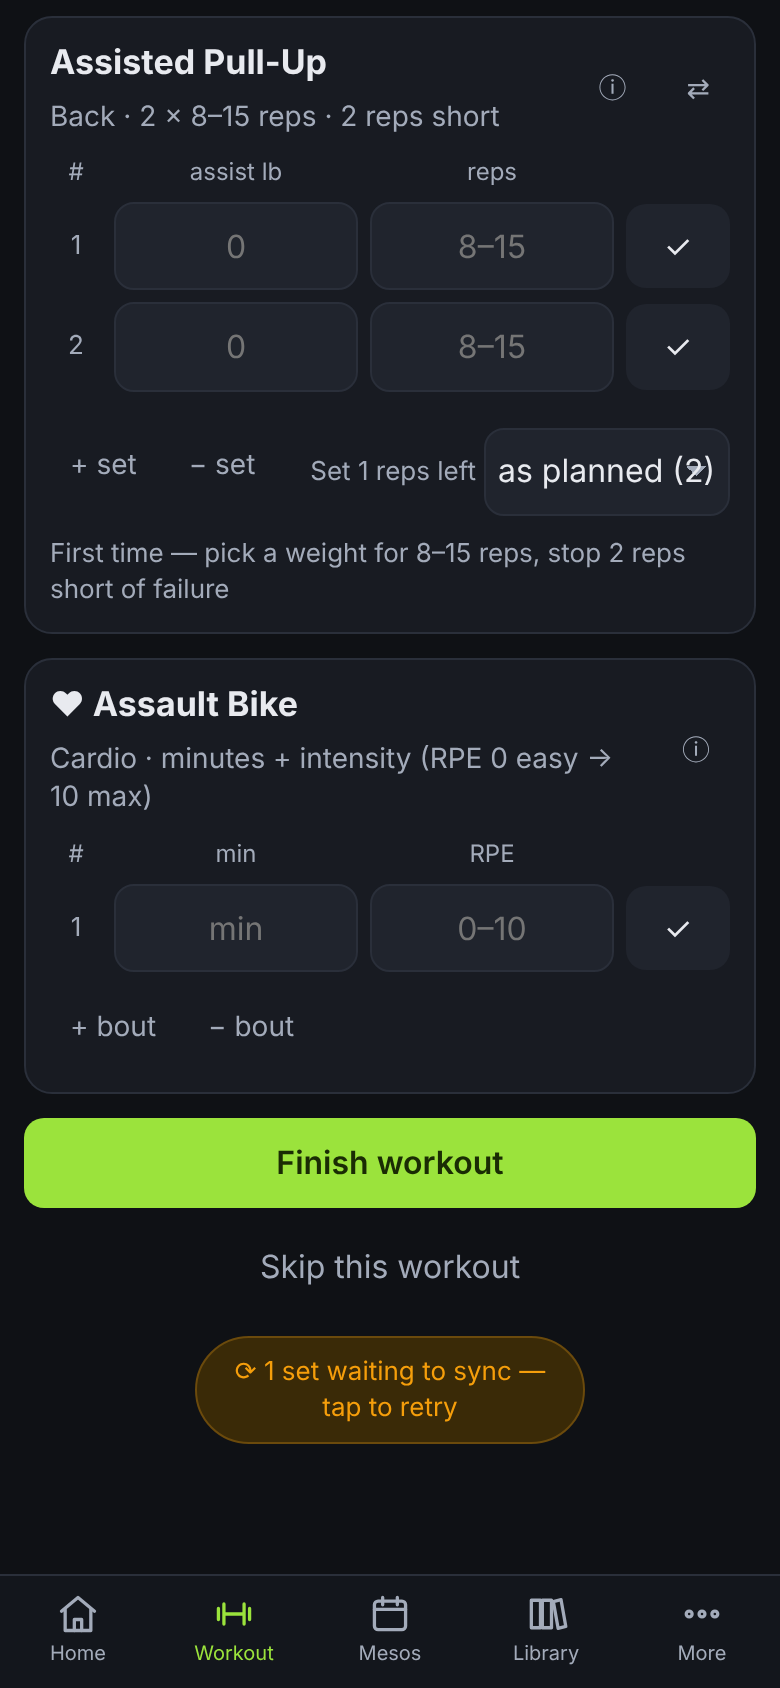 Assisted Pull-Up
Back · 2 × 8–15 reps · 2 reps short
# assist lb reps
1 0 8–15 ✓
2 0 8–15 ✓
+ set − set Set 1 reps left as planned (2)
First time — pick a weight for 8–15 reps, stop 2 reps
short of failure
♥ Assault Bike
Cardio · minutes + intensity (RPE 0 easy →
10 max)
# min RPE
1 min 0–10 ✓
+ bout − bout
Finish workout
Skip this workout
⟳ 1 set waiting to sync —
tap to retry
Home Workout Mesos Library More